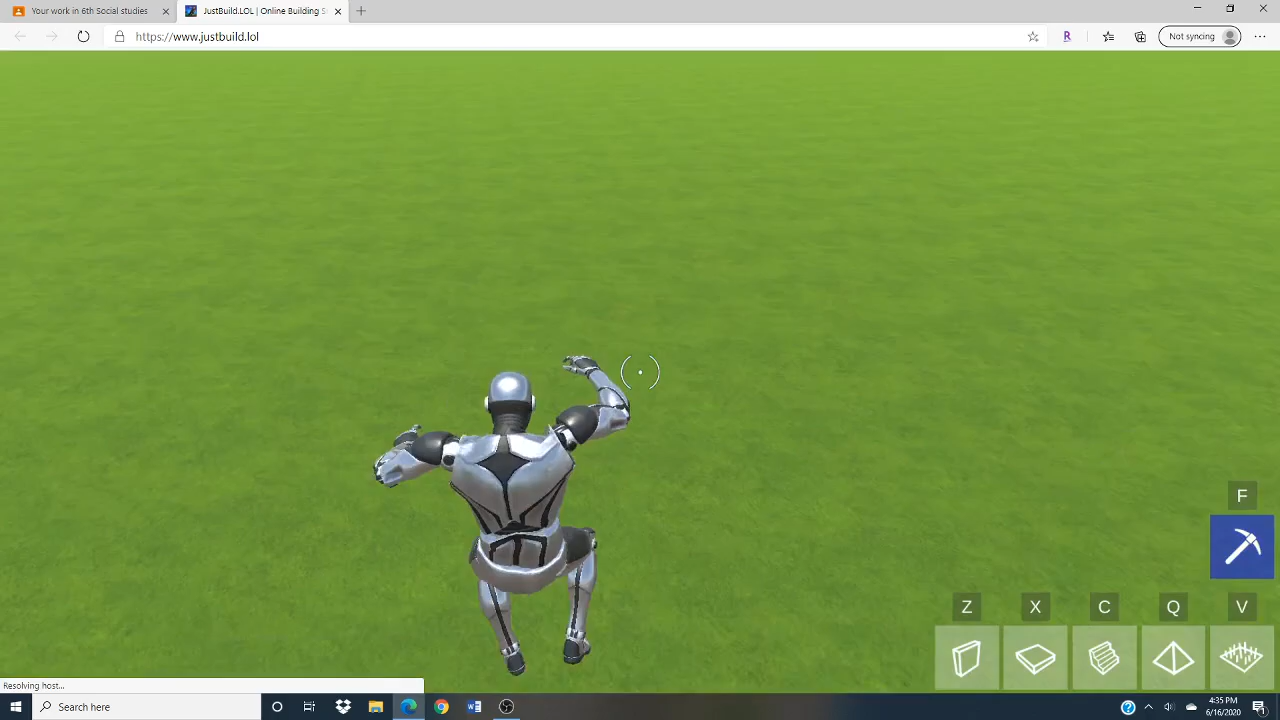 Your work in 6th Social studies
JustBuild.LOL | Online Building S
https://www.justbuild.lol
R
Not syncing
F
Z X C Q V
Resolving host...
Search here
4:35 PM
6/16/2020